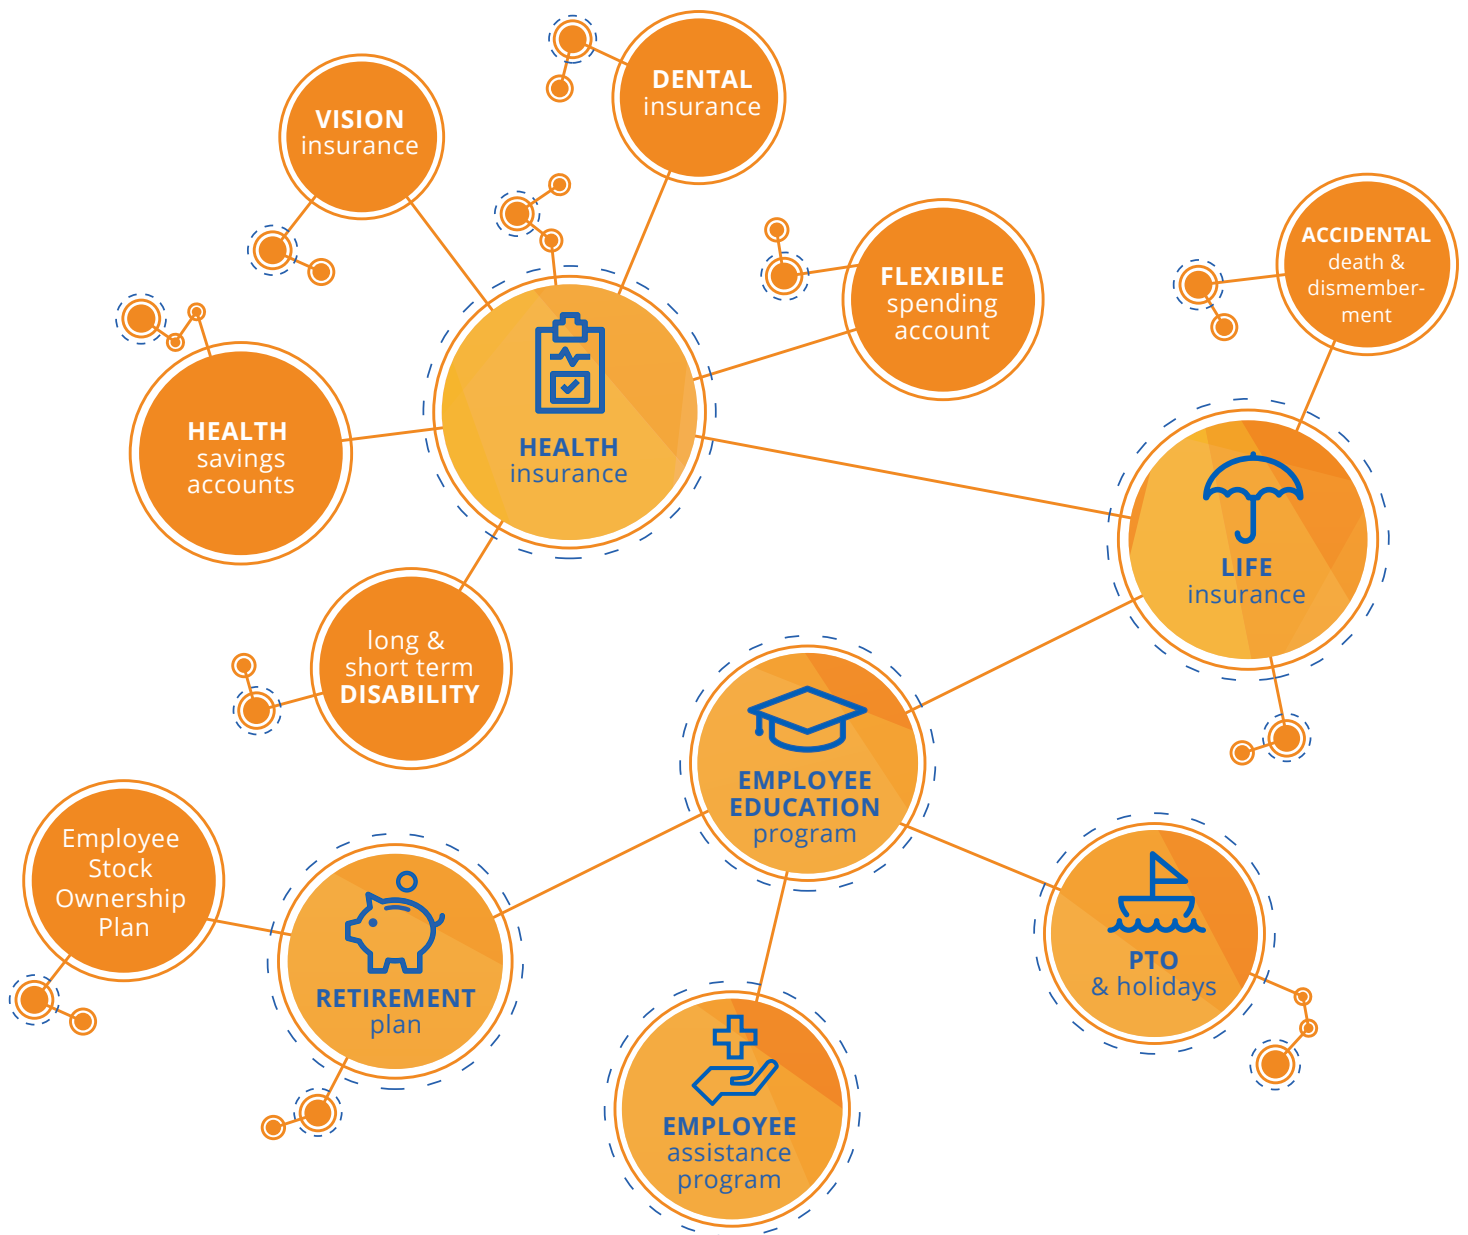 DENTAL
insurance
VISION
insurance
ACCIDENTAL
death &
dismember-
ment
FLEXIBILE
spending
account
HEALTH
insurance
HEALTH
savings
accounts
LIFE
insurance
long &
short term
DISABILITY
EMPLOYEE
EDUCATION
program
Employee
Stock
Ownership
Plan
RETIREMENT
plan
PTO
& holidays
EMPLOYEE
assistance
program